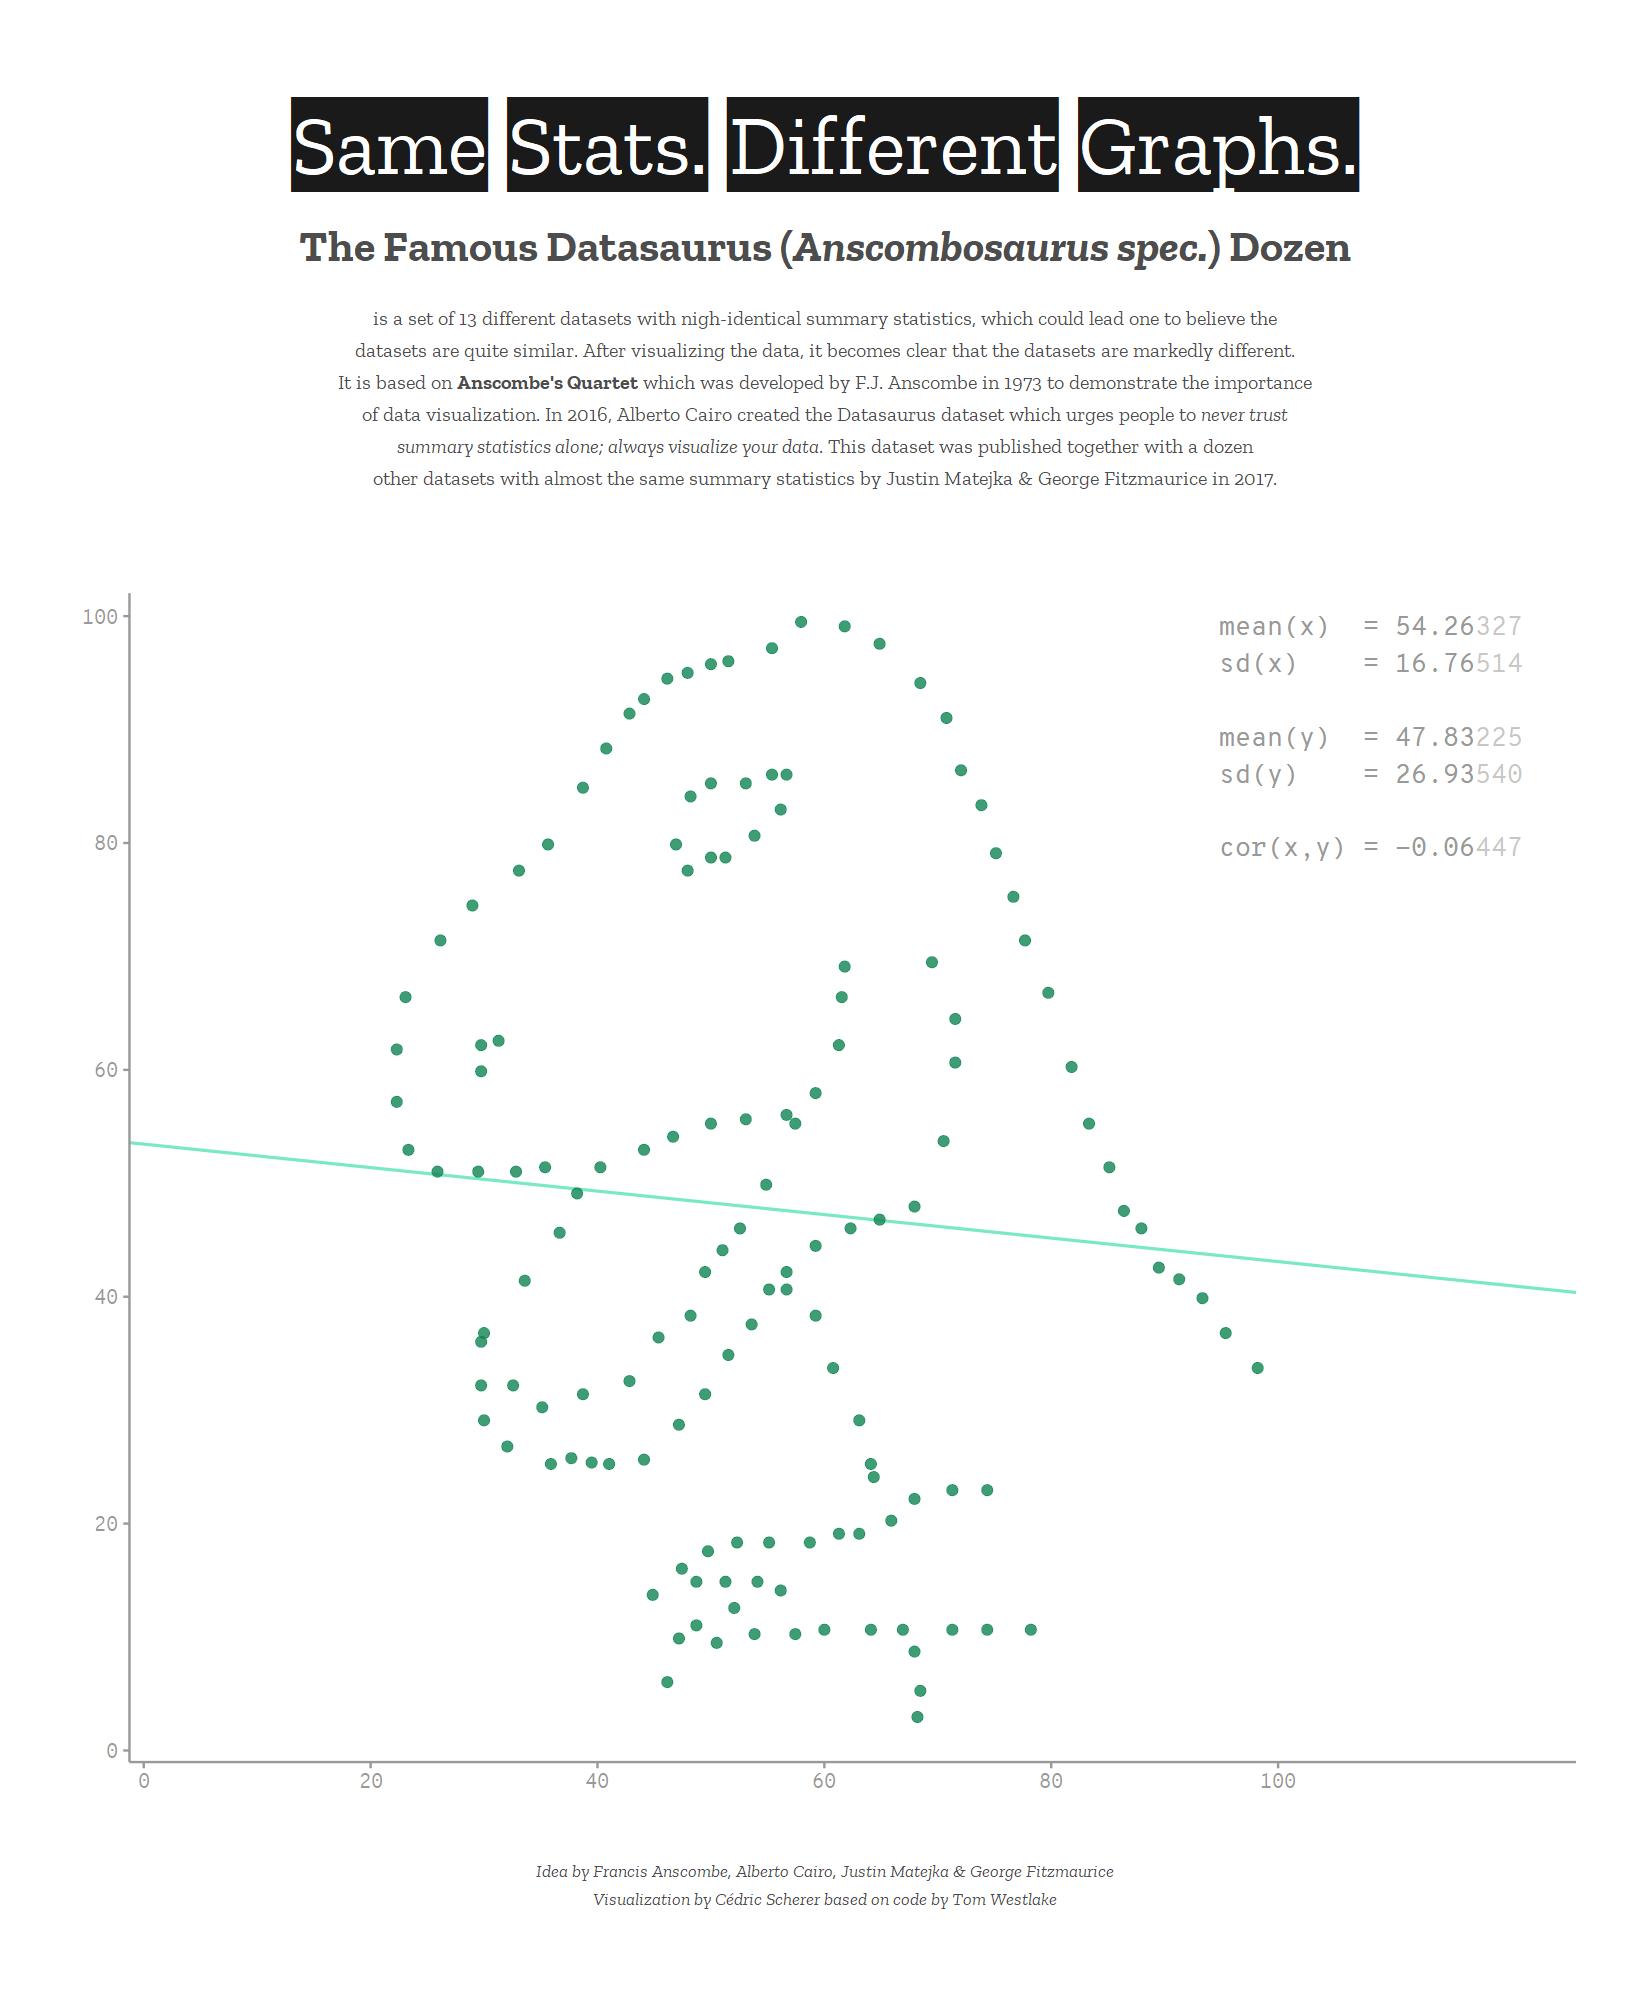 Same Stats. Different Graphs.
The Famous Datasaurus (Anscombosaurus spec.) Dozen
is a set of 13 different datasets with nigh-identical summary statistics, which could lead one to believe the
datasets are quite similar. After visualizing the data, it becomes clear that the datasets are markedly different.
It is based on Anscombe's Quartet which was developed by F.J. Anscombe in 1973 to demonstrate the importance
of data visualization. In 2016, Alberto Cairo created the Datasaurus dataset which urges people to never trust
summary statistics alone; always visualize your data. This dataset was published together with a dozen
other datasets with almost the same summary statistics by Justin Matejka & George Fitzmaurice in 2017.
mean(x) = 54.26327
sd(x) = 16.76514
mean(y) = 47.83225
sd(y) = 26.93540
cor(x,y) = −0.06447
100
80
60
40
20
0
0 20 40 60 80 100
Idea by Francis Anscombe, Alberto Cairo, Justin Matejka & George Fitzmaurice
Visualization by Cédric Scherer based on code by Tom Westlake